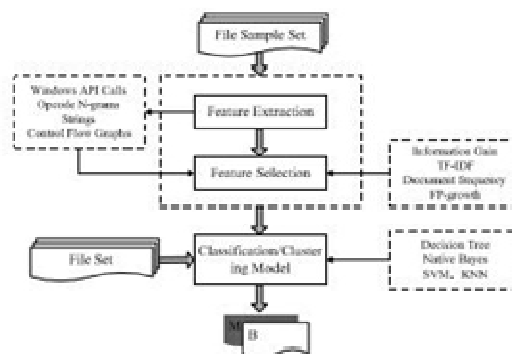 File Sample Set
Windows API Calls
Opcode N-grams
Strings
Control Flow Graphs
Feature Extraction
Feature Selection
Information Gain
TF-IDF
Document frequency
FP-growth
File Set
Classification/Cluster
ing Model
Decision Tree
Native Bayes
SVM、KNN
M
B